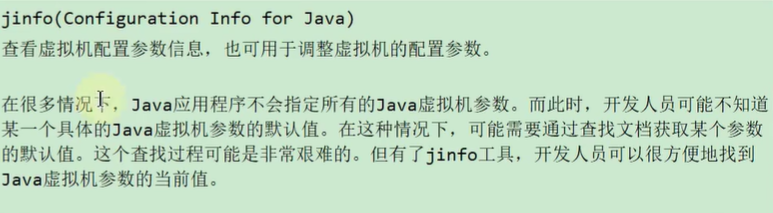 jinfo(Configuration Info for Java)
查看虚拟机配置参数信息，也可用于调整虚拟机的配置参数。
在很多情况下，Java应用程序不会指定所有的Java虚拟机参数。而此时，开发人员可能不知道
某一个具体的Java虚拟机参数的默认值。在这种情况下，可能需要通过查找文档获取某个参数
的默认值。这个查找过程可能是非常艰难的。但有了jinfo工具，开发人员可以很方便地找到
Java虚拟机参数的当前值。